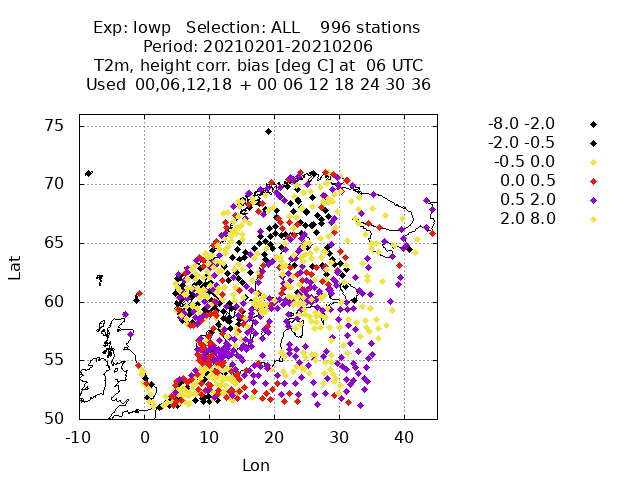 Exp: lowp   Selection: ALL    996 stations
Period: 20210201-20210206
T2m, height corr. bias [deg C] at  06 UTC
Used  00,06,12,18 + 00 06 12 18 24 30 36
-8.0 -2.0
-2.0 -0.5
-0.5 0.0
0.0 0.5
0.5 2.0
2.0 8.0
75
70
65
60
55
50
Lat
-10 0 10 20 30 40
Lon